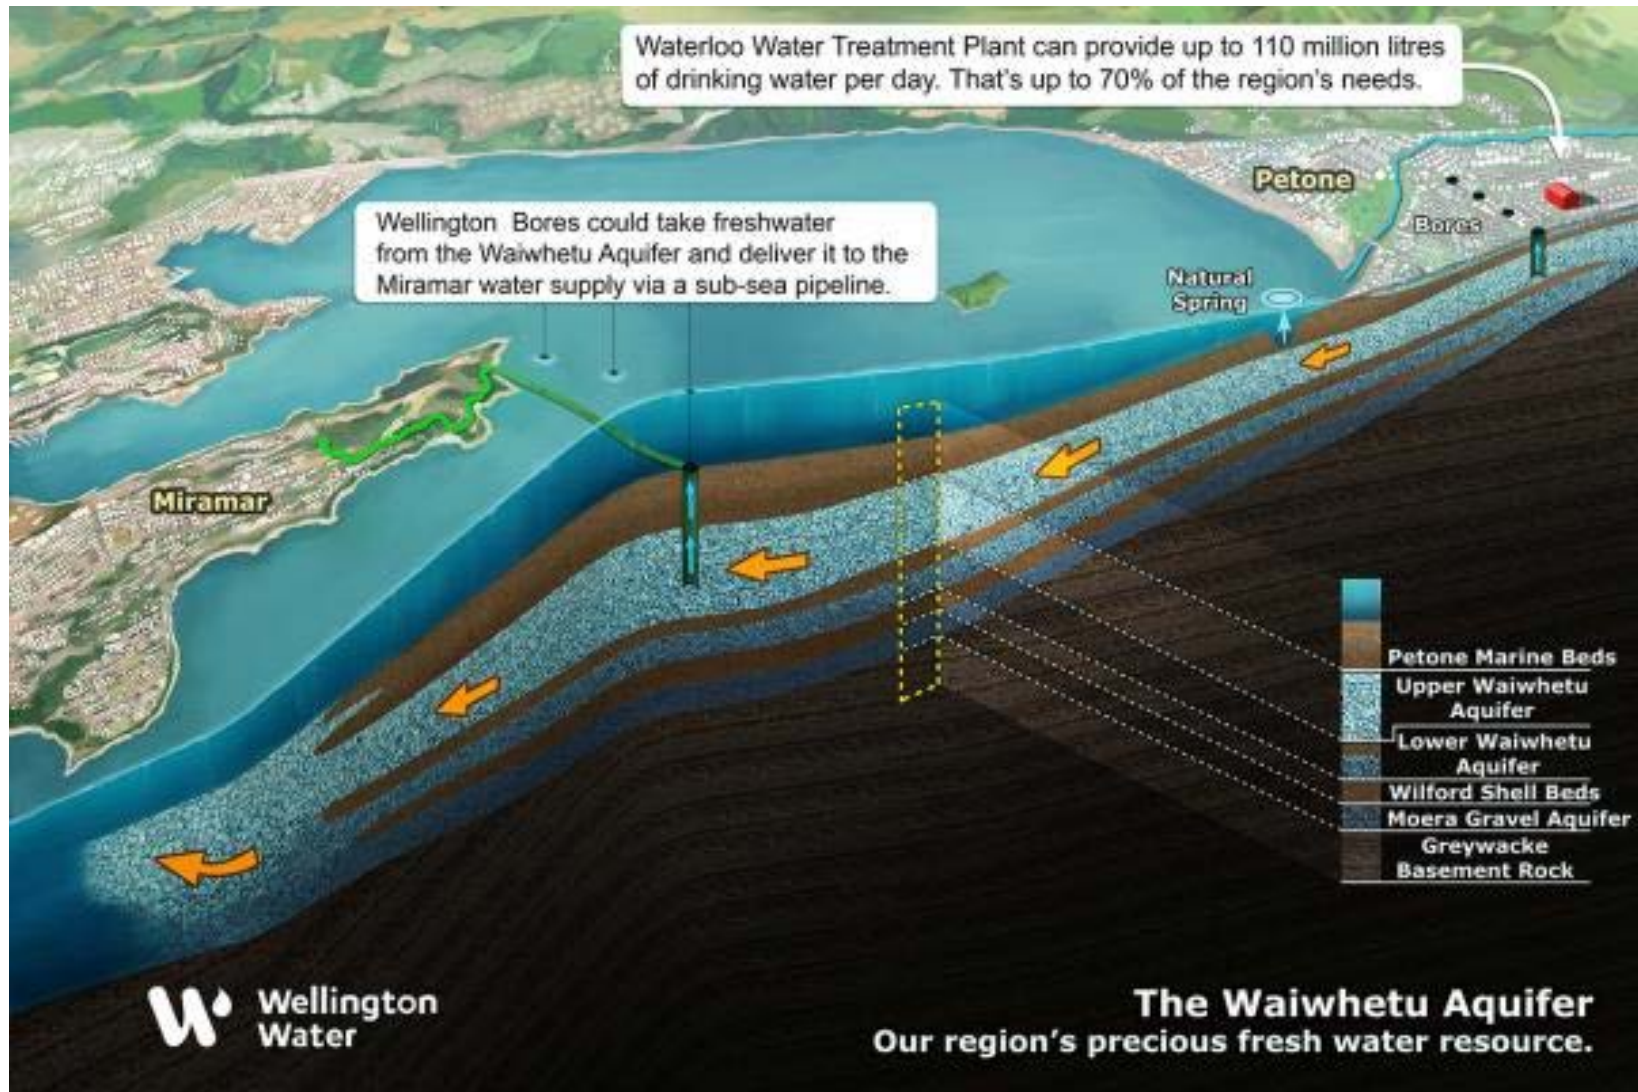 Waterloo Water Treatment Plant can provide up to 110 million litres
of drinking water per day. That's up to 70% of the region's needs.
Petone
Wellington Bores could take freshwater
from the Waiwhetu Aquifer and deliver it to the
Miramar water supply via a sub-sea pipeline.
Bores
Natural
Spring
Miramar
Petone Marine Beds
Upper Waiwhetu
Aquifer
Lower Waiwhetu
Aquifer
Wilford Shell Beds
Moera Gravel Aquifer
Greywacke
Basement Rock
Wellington
Water
The Waiwhetu Aquifer
Our region's precious fresh water resource.